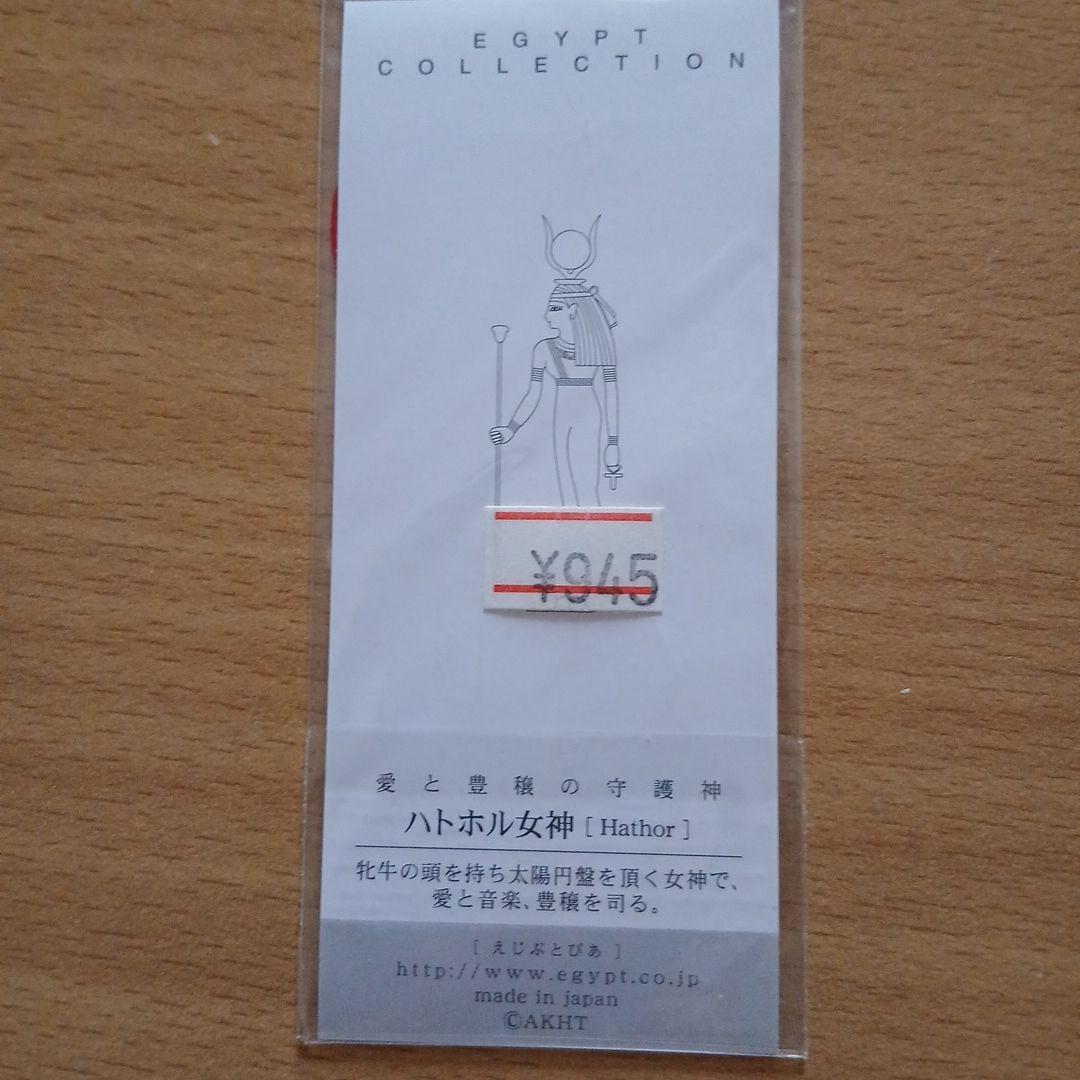 EGYPT
COLLECTION
¥945
愛と豊穣の守護神
ハトホル女神 [ Hathor ]
牝牛の頭を持ち太陽円盤を頂く女神で、
愛と音楽、豊穣を司る。
[ えじぷとぴあ ]
http://www.egypt.co.jp
made in japan
©AKHT